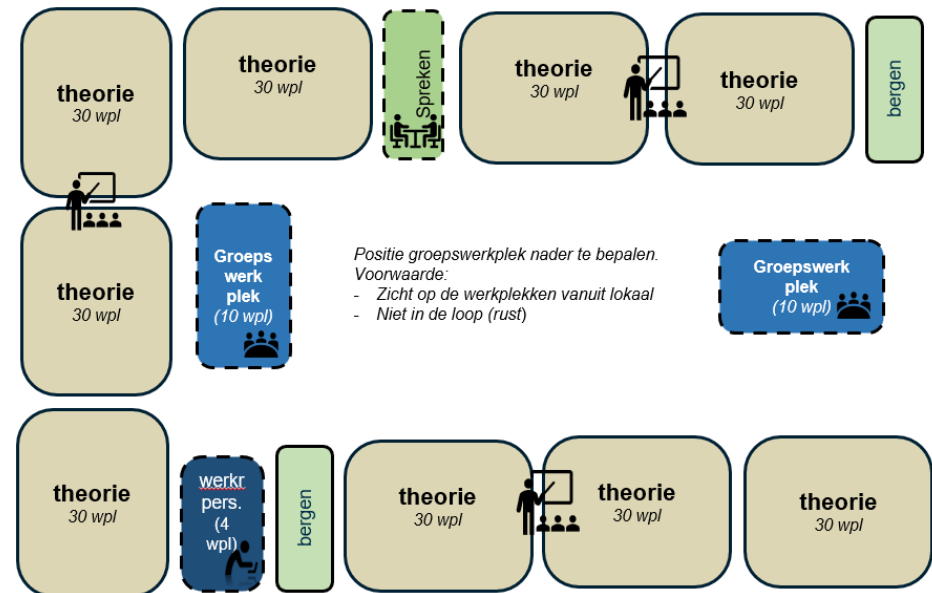 theorie
30 wpl
theorie
30 wpl
Spreken
theorie
30 wpl
theorie
30 wpl
bergen
theorie
30 wpl
Groeps
werk
plek
(10 wpl)
Positie groepswerkplek nader te bepalen.
Voorwaarde:
- Zicht op de werkplekken vanuit lokaal
- Niet in de loop (rust)
Groepswerk
plek
(10 wpl)
theorie
30 wpl
werkr
pers.
(4
wpl)
bergen
theorie
30 wpl
theorie
30 wpl
theorie
30 wpl